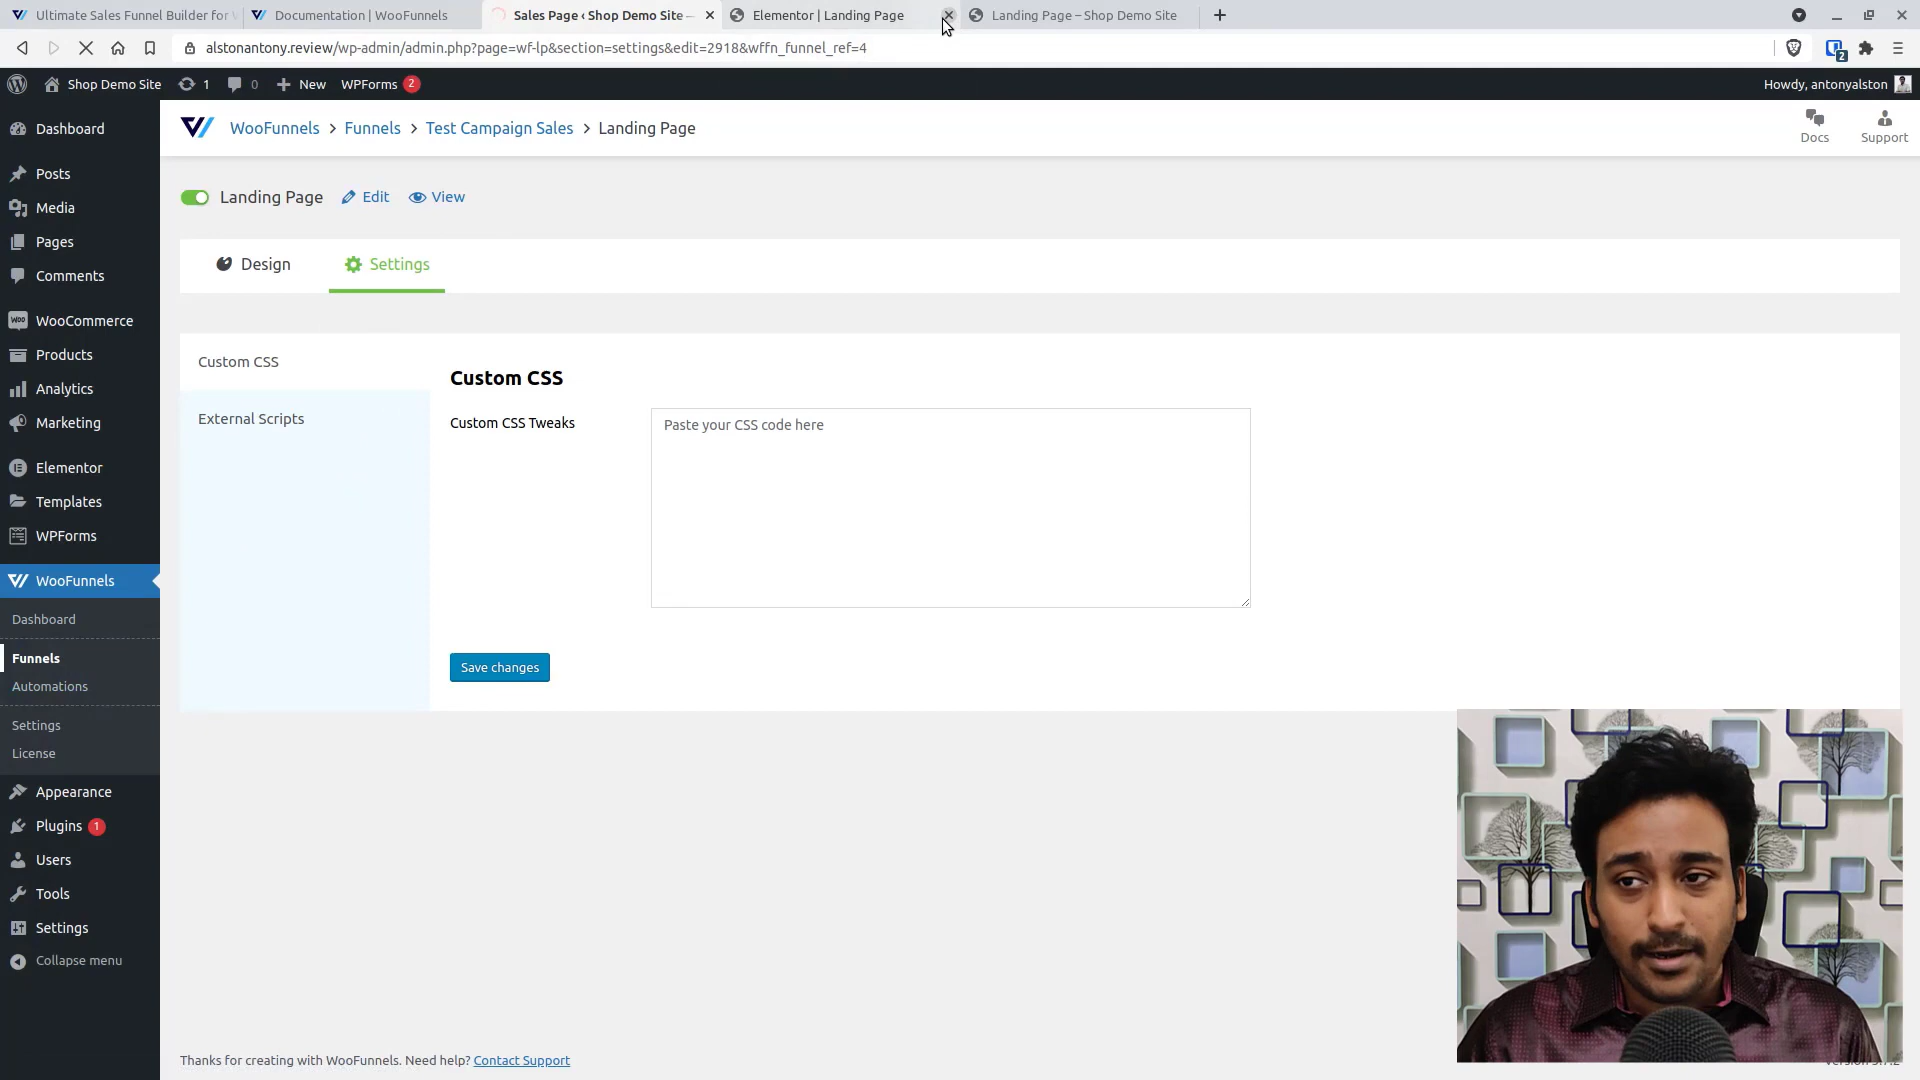 Ultimate Sales Funnel Builder for
Documentation | WooFunnels
Sales Page ‹ Shop Demo Site –
Elementor | Landing Page
Landing Page – Shop Demo Site
alstonantony.review/wp-admin/admin.php?page=wf-lp&section=settings&edit=2918&wffn_funnel_ref=4
2
Shop Demo Site
1
0
New
WPForms 2
Howdy, antonyalston
Dashboard
Posts
Media
Pages
Comments
WOO WooCommerce
Products
Analytics
Marketing
Elementor
Templates
WPForms
WooFunnels
Dashboard
Funnels
Automations
Settings
License
Appearance
Plugins 1
Users
Tools
Settings
Collapse menu
WooFunnels > Funnels > Test Campaign Sales > Landing Page
Docs
Support
Landing Page Edit View
Design
Settings
Custom CSS
External Scripts
Custom CSS
Custom CSS Tweaks
Paste your CSS code here
Save changes
Thanks for creating with WooFunnels. Need help? Contact Support